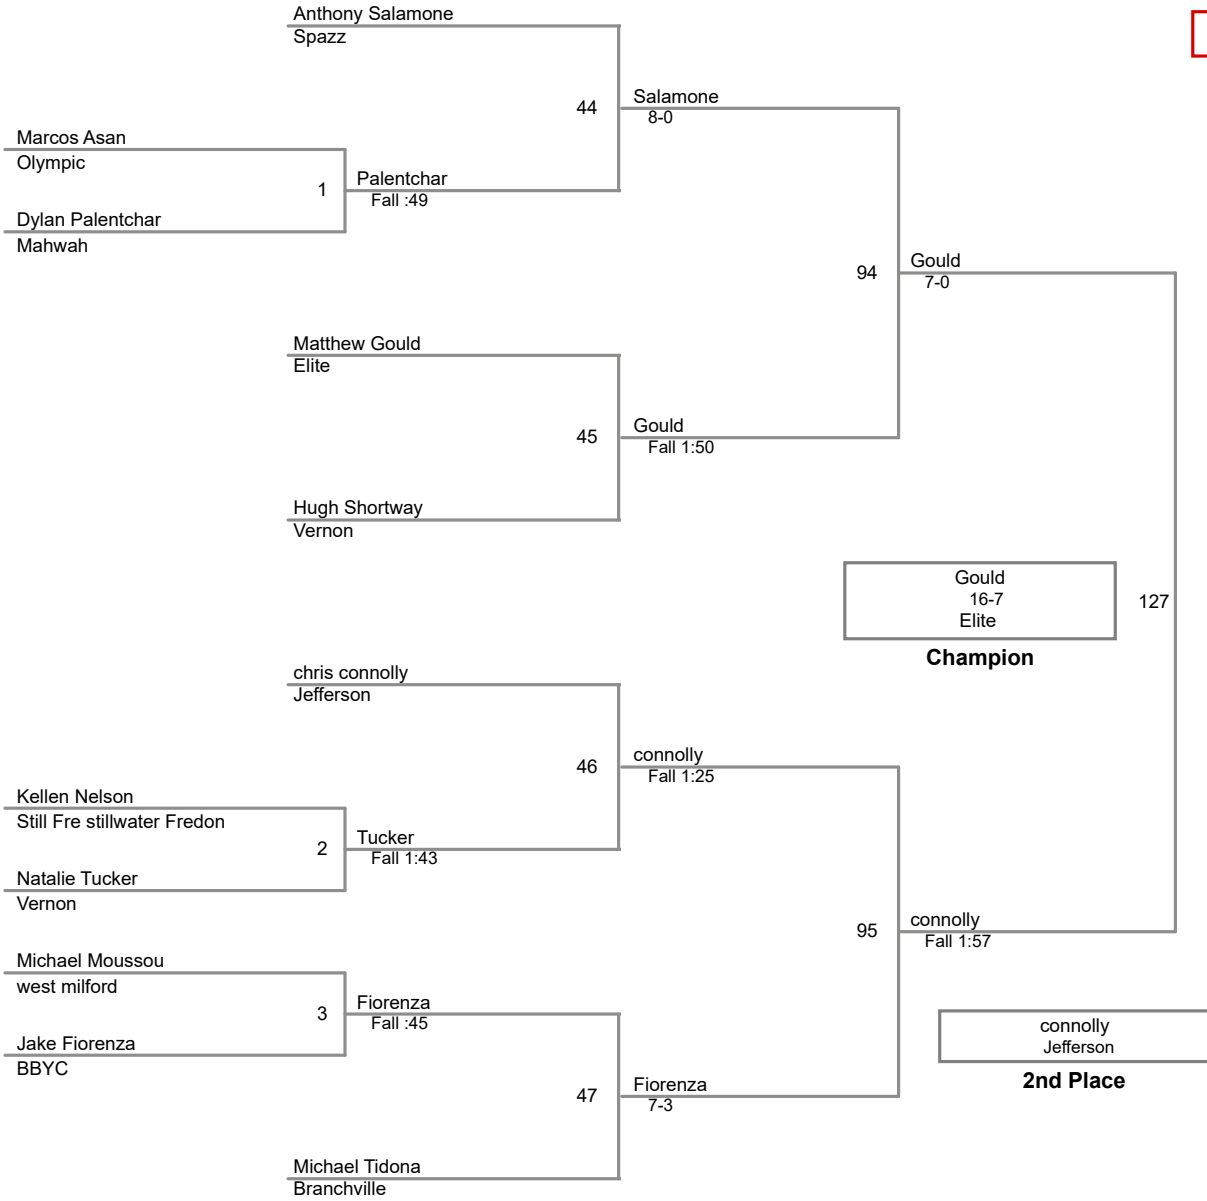 Anthony Salamone
Spazz
44
Salamone
8-0
Marcos Asan
Olympic
1
Palentchar
Fall :49
Dylan Palentchar
Mahwah
94
Gould
7-0
Matthew Gould
Elite
45
Gould
Fall 1:50
Hugh Shortway
Vernon
Gould
16-7
Elite
Champion
127
chris connolly
Jefferson
46
connolly
Fall 1:25
Kellen Nelson
Still Fre stillwater Fredon
2
Tucker
Fall 1:43
Natalie Tucker
Vernon
95
connolly
Fall 1:57
Michael Moussou
west milford
3
Fiorenza
Fall :45
Jake Fiorenza
BBYC
connolly
Jefferson
2nd Place
47
Fiorenza
7-3
Michael Tidona
Branchville